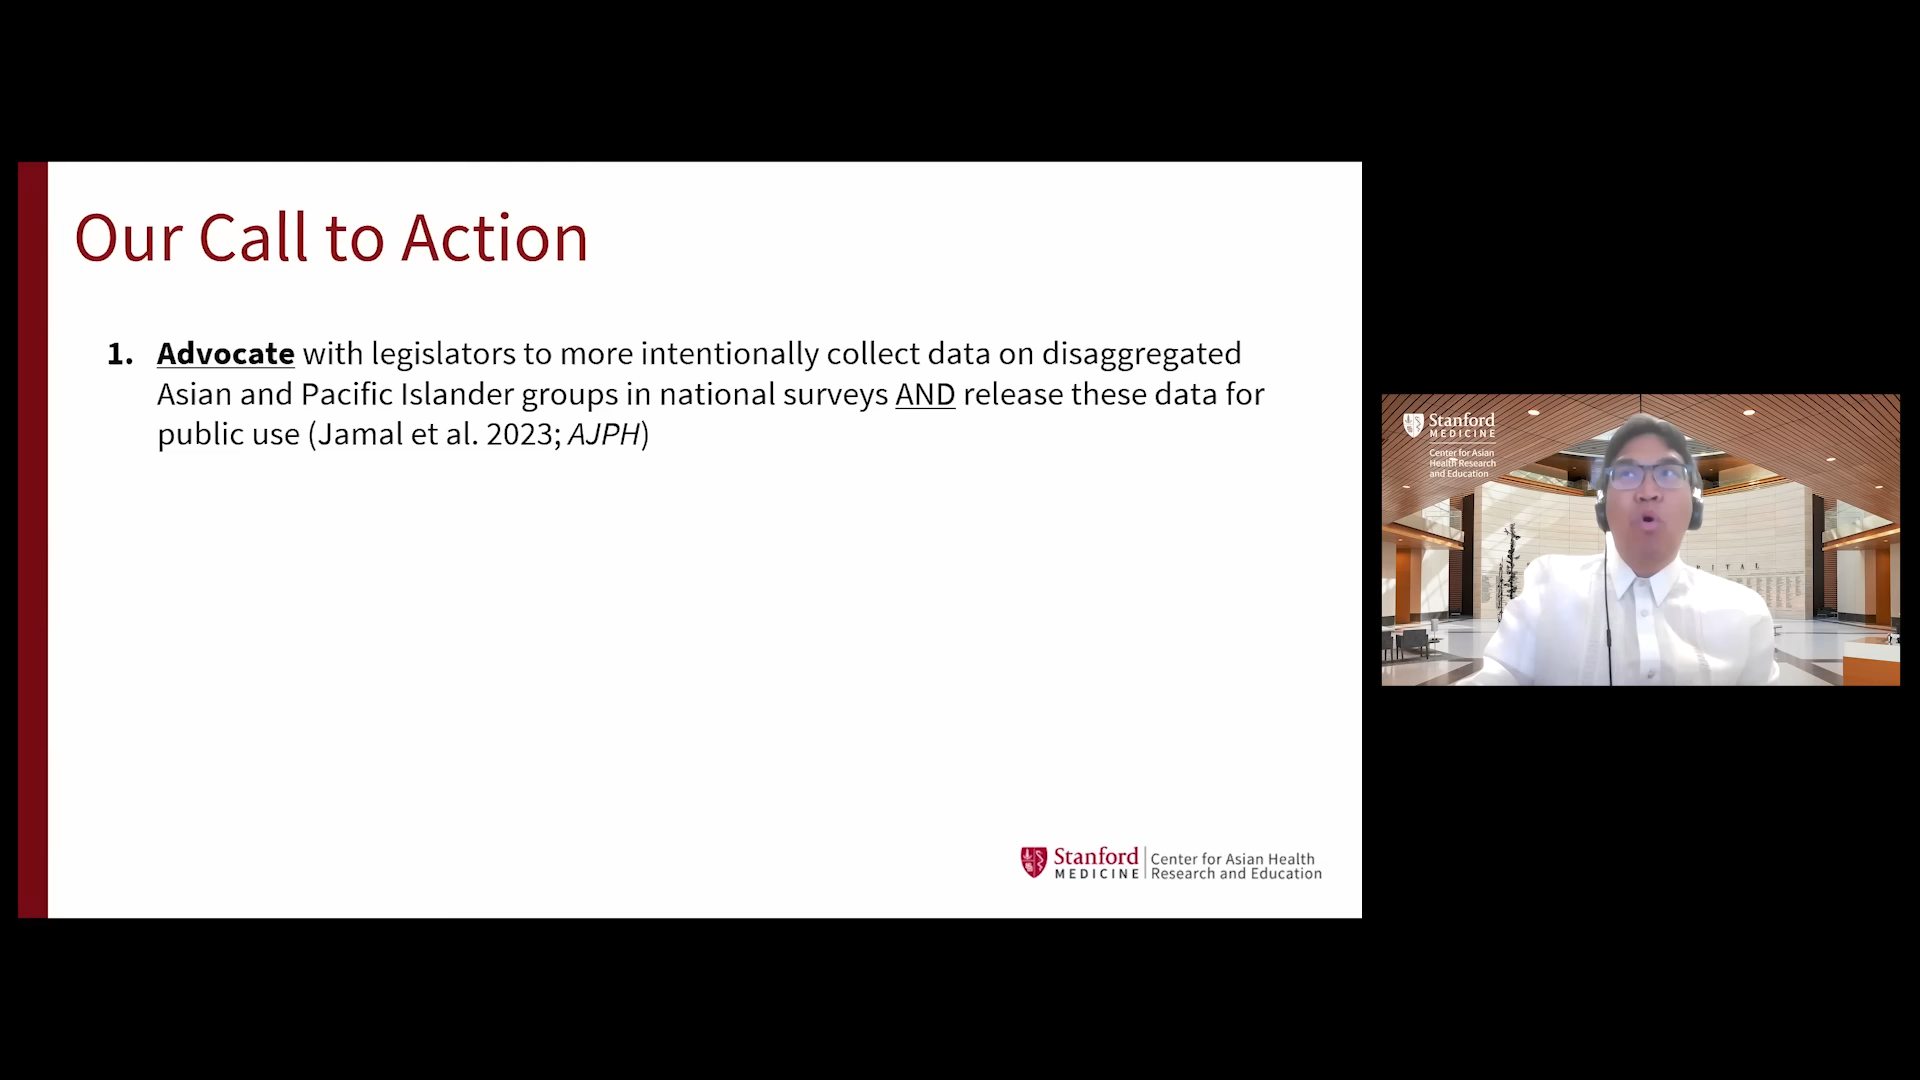 Our Call to Action
1. Advocate with legislators to more intentionally collect data on disaggregated
Asian and Pacific Islander groups in national surveys AND release these data for
public use (Jamal et al. 2023; AJPH)
Stanford
MEDICINE
Center for Asian Health
Research and Education
Stanford
MEDICINE
Center for Asian
Health Research
and Education